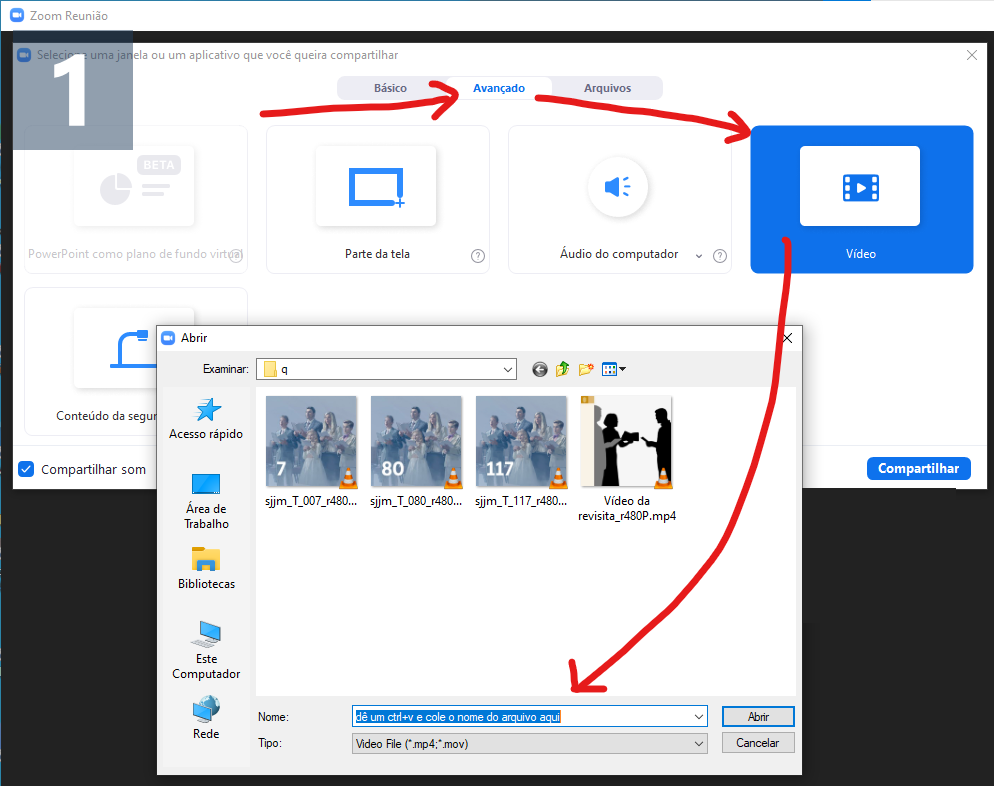 Zoom Reunião
1
Selecione uma janela ou um aplicativo que você queira compartilhar
Básico
Avançado
Arquivos
BETA
PowerPoint como plano de fundo virtual
?
Parte da tela
?
Áudio do computador
?
Vídeo
Conteúdo da segun
Compartilhar som
Compartilhar
Abrir
Examinar:
q
Acesso rápido
Área de
Trabalho
Bibliotecas
Este
Computador
Rede
7
sjjm_T_007_r480...
80
sjjm_T_080_r480...
117
sjjm_T_117_r480...
Vídeo da
revisita_r480P.mp4
Nome:
dê um ctrl+v e cole o nome do arquivo aqui
Abrir
Tipo:
Video File (*.mp4;*.mov)
Cancelar